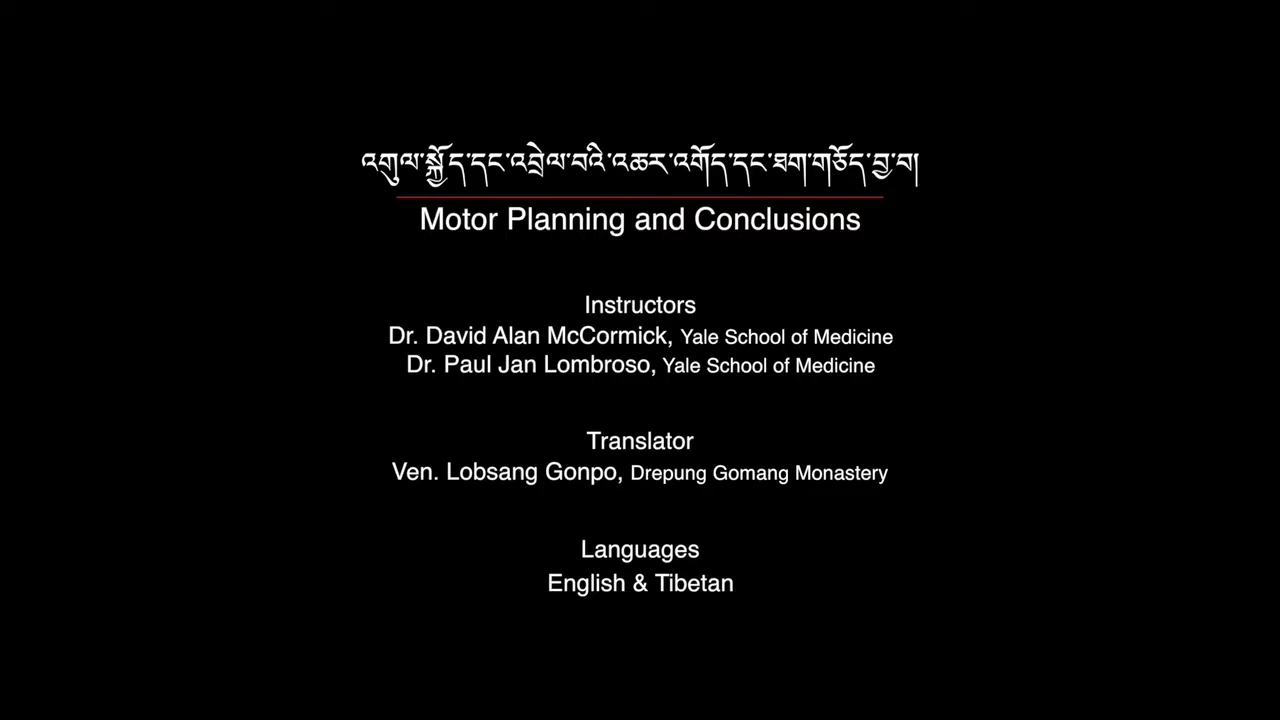 འགུལ་སྐྱོད་དང་འབྲེལ་བའི་འཆར་འགོད་དང་ཐག་གཅོད་བྱ་བ།
Motor Planning and Conclusions
Instructors
Dr. David Alan McCormick, Yale School of Medicine
Dr. Paul Jan Lombroso, Yale School of Medicine
Translator
Ven. Lobsang Gonpo, Drepung Gomang Monastery
Languages
English & Tibetan